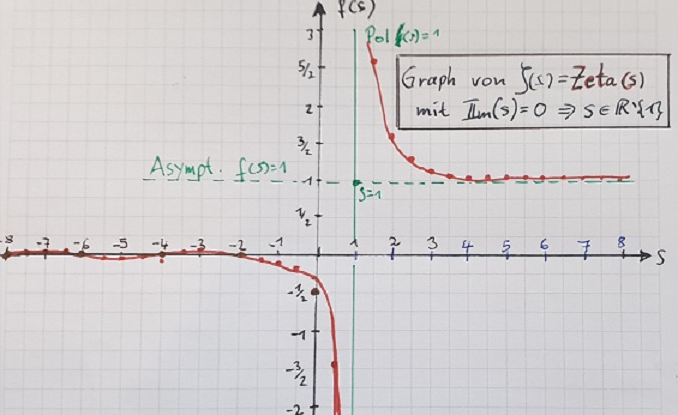 f(s)
3
Pol f(s)=1
5/2
Graph von ζ(s)=Zeta(s)
mit Im(s)=0 ⇒ s∈ℝ\{1}
2
3/2
Asympt. f(s)=1
1
s=1
1/2
-8 -7 -6 -5 -4 -3 -2 -1 1 2 3 4 5 6 7 8 s
-1/2
-1
-3/2
-2